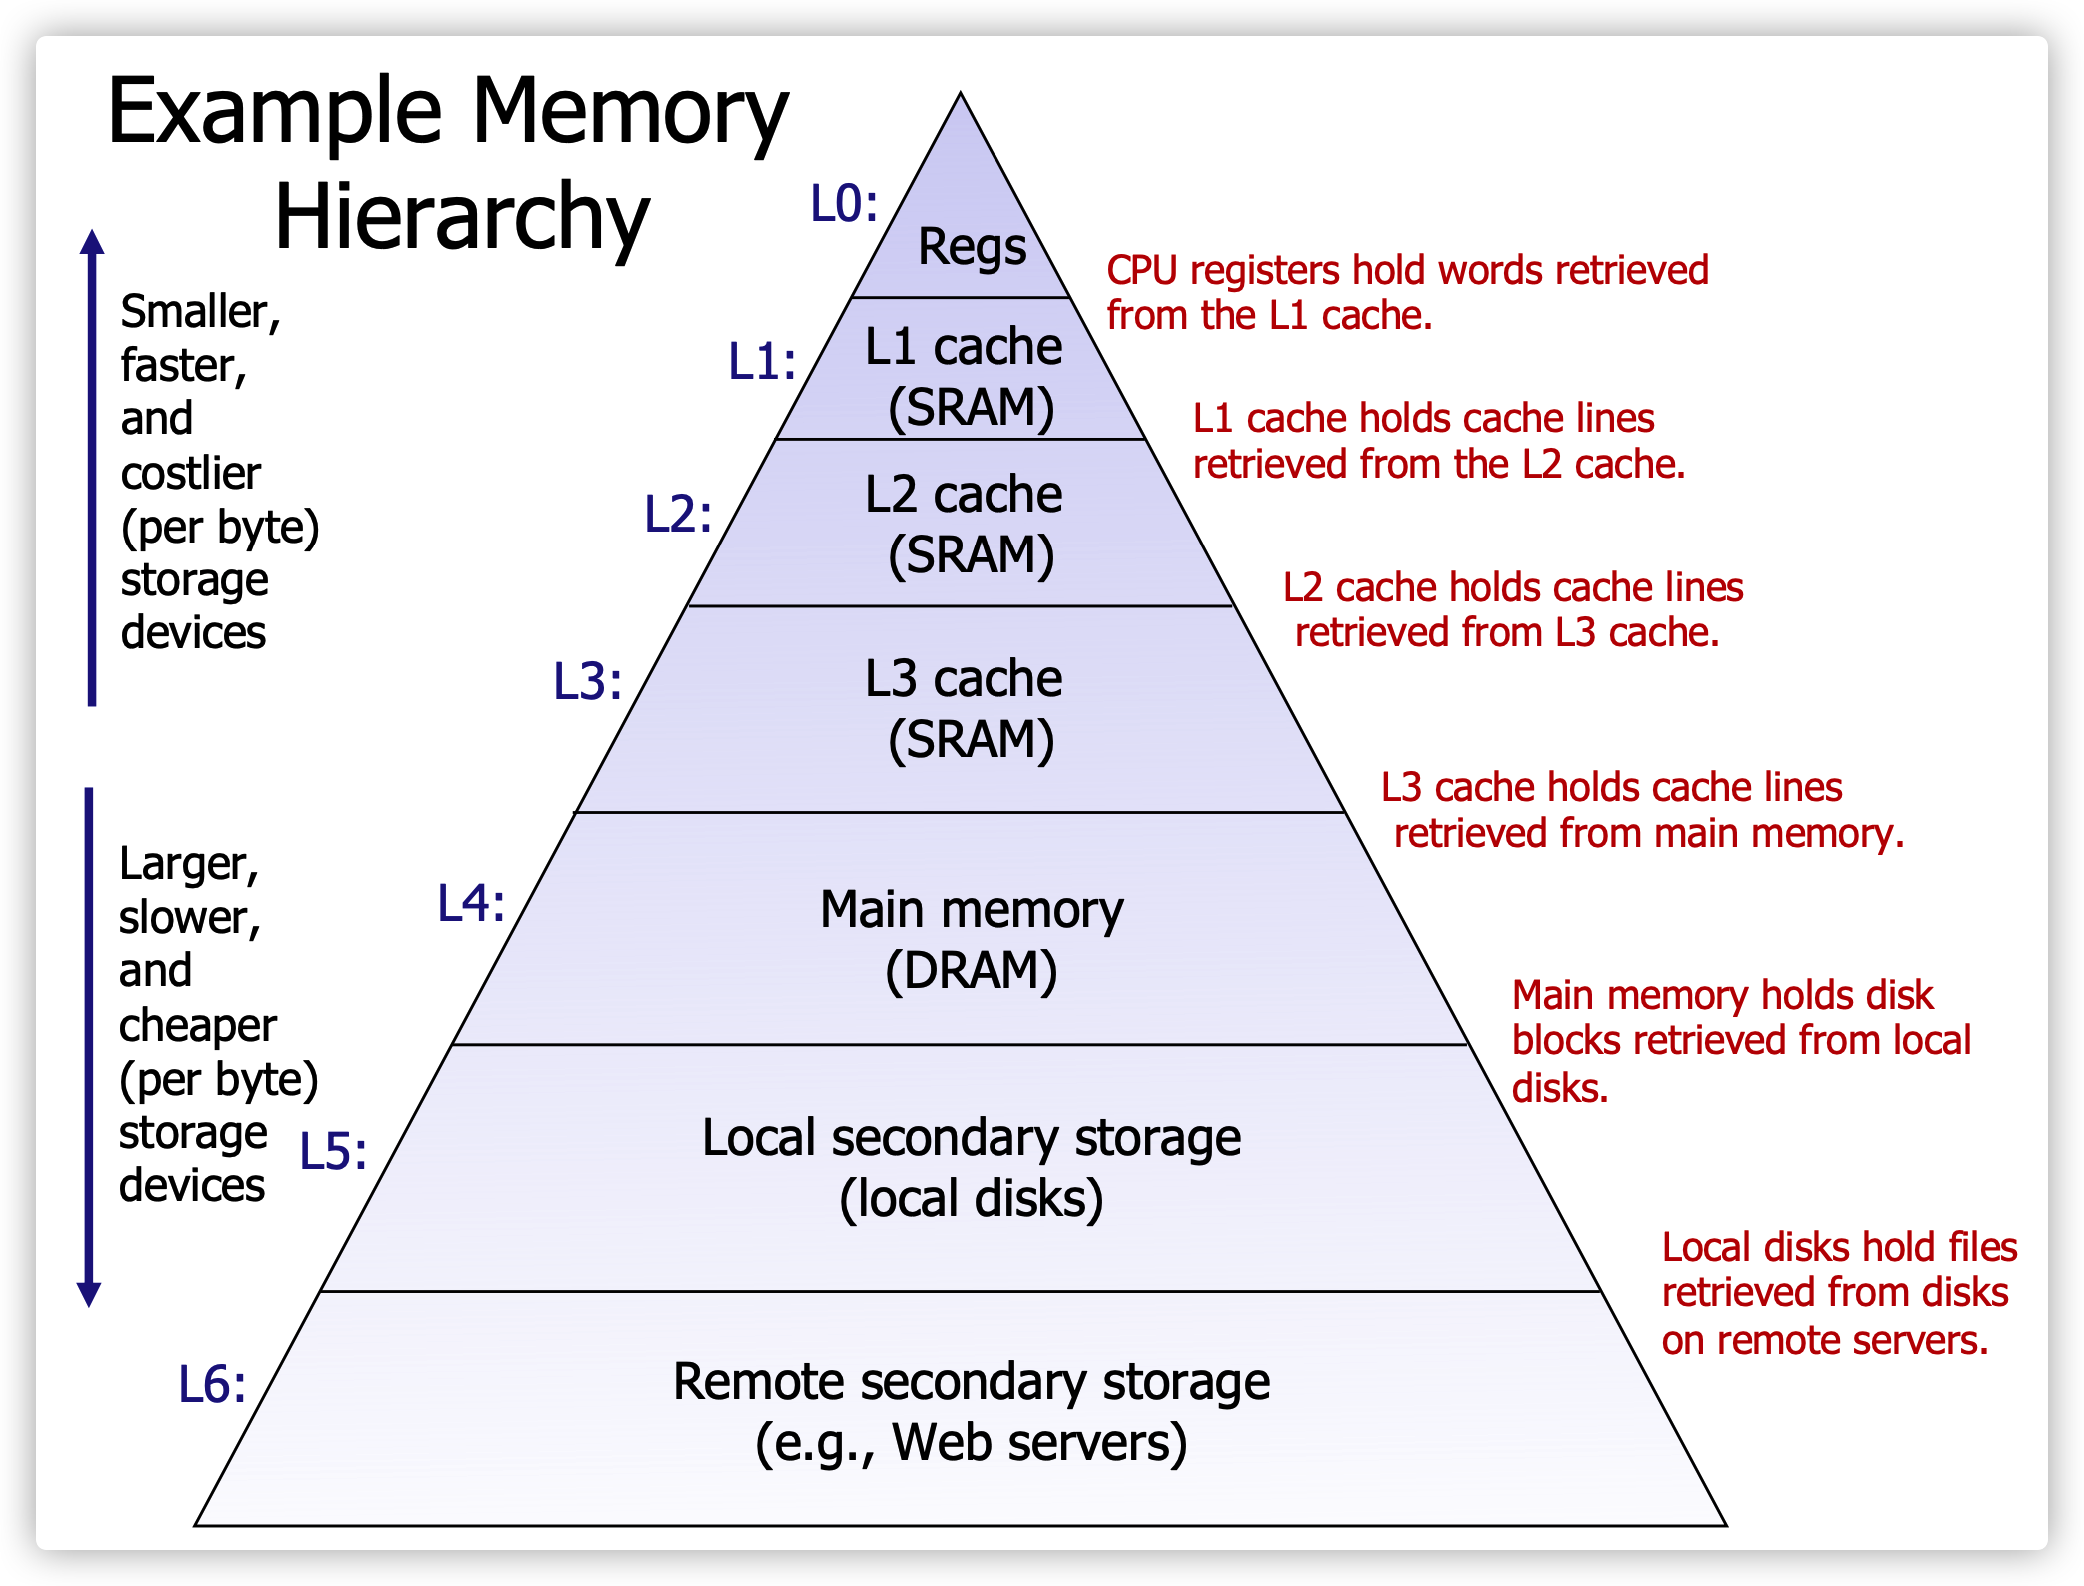 Example Memory
Hierarchy
L0:
Regs
CPU registers hold words retrieved
from the L1 cache.
Smaller,
faster,
and
costlier
(per byte)
storage
devices
L1:
L1 cache
(SRAM)
L1 cache holds cache lines
retrieved from the L2 cache.
L2:
L2 cache
(SRAM)
L2 cache holds cache lines
retrieved from L3 cache.
L3:
L3 cache
(SRAM)
L3 cache holds cache lines
retrieved from main memory.
Larger,
slower,
and
cheaper
(per byte)
storage
devices
L4:
Main memory
(DRAM)
Main memory holds disk
blocks retrieved from local
disks.
L5:
Local secondary storage
(local disks)
Local disks hold files
retrieved from disks
on remote servers.
L6:
Remote secondary storage
(e.g., Web servers)